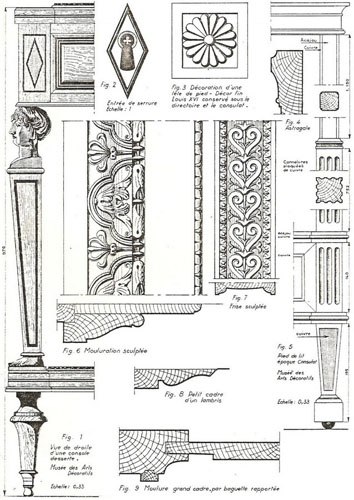 Fig. 2
Entrée de serrure
Echelle : 1
Fig. 3 Décoration d'une
tête de pied - Décor fin
Louis XVI conservé sous le
directoire et le consulat.
Acajou
Cuivre
Fig. 4
Astragale
Cannelures
plaquées
de cuivre
Acajou
Cuivre
Fig. 7
Frise sculptée
Fig. 6 Mouluration sculptée
cuivre
Fig. 5
Pied de lit
époque Consulat
Musée des
Arts Décoratifs
Echelle : 0,33
Fig. 8 Petit cadre
d'un lambris
Fig. 1
Vue de droite
d'une console
desserte.
Musée des Arts
Décoratifs
Echelle : 0,33
Fig. 9 Moulure grand cadre, par baguette rapportée